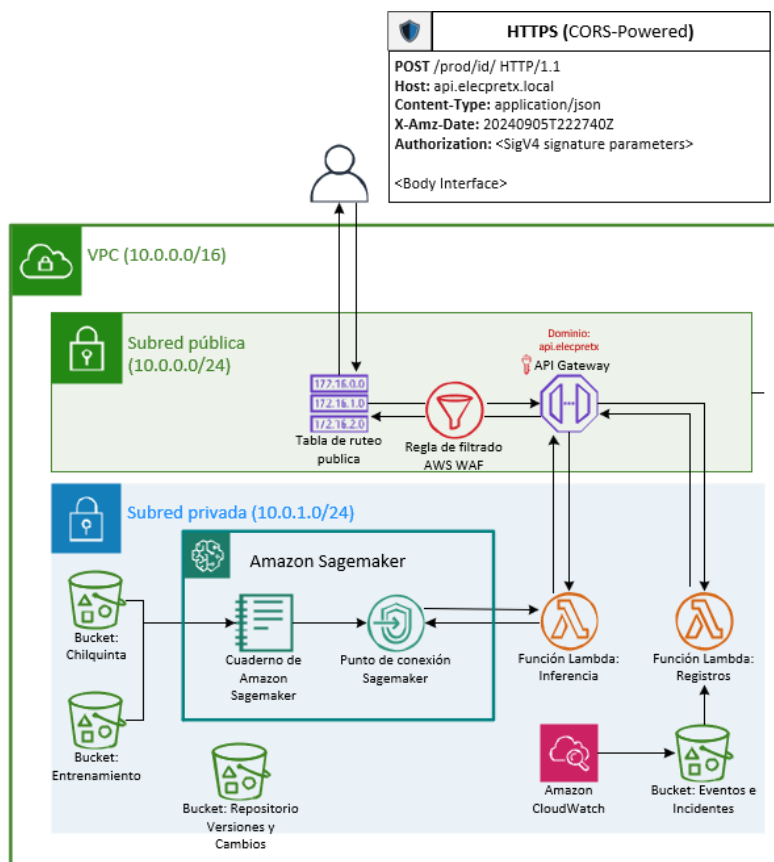 HTTPS (CORS-Powered)
POST /prod/id/ HTTP/1.1
Host: api.elecpretx.local
Content-Type: application/json
X-Amz-Date: 20240905T222740Z
Authorization: <SigV4 signature parameters>
<Body Interface>
VPC (10.0.0.0/16)
Subred pública
(10.0.0.0/24)
Dominio:
api.elecpretx
API Gateway
172.16.0.0
172.16.1.0
172.16.2.0
Tabla de ruteo
publica
Regla de filtrado
AWS WAF
Subred privada (10.0.1.0/24)
Amazon Sagemaker
Bucket:
Chilquinta
Cuaderno de
Amazon
Sagemaker
Punto de conexión
Sagemaker
Función Lambda:
Inferencia
Función Lambda:
Registros
Bucket:
Entrenamiento
Bucket: Repositorio
Versiones y
Cambios
Amazon
CloudWatch
Bucket: Eventos e
Incidentes